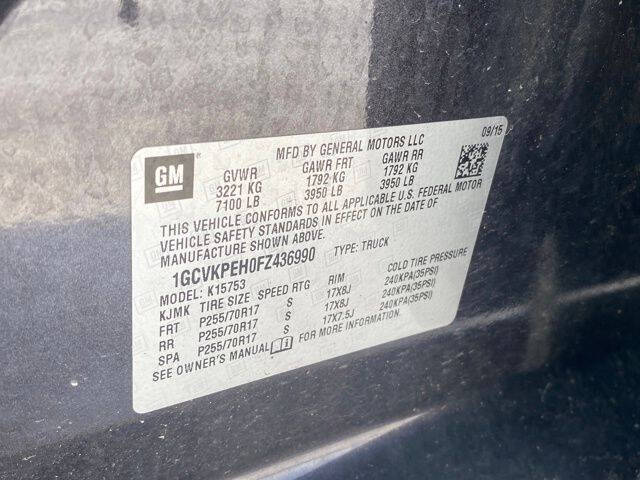 MFD BY GENERAL MOTORS LLC 09/15
GM GVWR GAWR FRT GAWR RR
3221 KG 1792 KG 1792 KG
7100 LB 3950 LB 3950 LB
THIS VEHICLE CONFORMS TO ALL APPLICABLE U.S. FEDERAL MOTOR
VEHICLE SAFETY STANDARDS IN EFFECT ON THE DATE OF
MANUFACTURE SHOWN ABOVE.
1GCVKPEH0FZ436990 TYPE: TRUCK
MODEL: K15753
KJMK TIRE SIZE SPEED RTG RIM COLD TIRE PRESSURE
FRT P255/70R17 S 17X8J 240KPA(35PSI)
RR P255/70R17 S 17X8J 240KPA(35PSI)
SPA P255/70R17 S 17X7.5J 240KPA(35PSI)
SEE OWNER'S MANUAL FOR MORE INFORMATION.